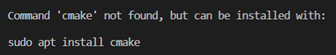 Command 'cmake' not found, but can be installed with:
sudo apt install cmake